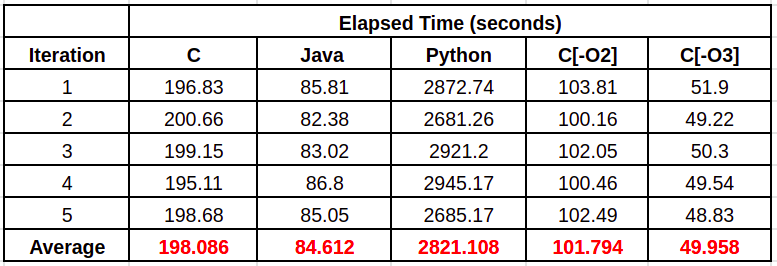 Elapsed Time (seconds)
Iteration C Java Python C[-O2] C[-O3]
1 196.83 85.81 2872.74 103.81 51.9
2 200.66 82.38 2681.26 100.16 49.22
3 199.15 83.02 2921.2 102.05 50.3
4 195.11 86.8 2945.17 100.46 49.54
5 198.68 85.05 2685.17 102.49 48.83
Average 198.086 84.612 2821.108 101.794 49.958